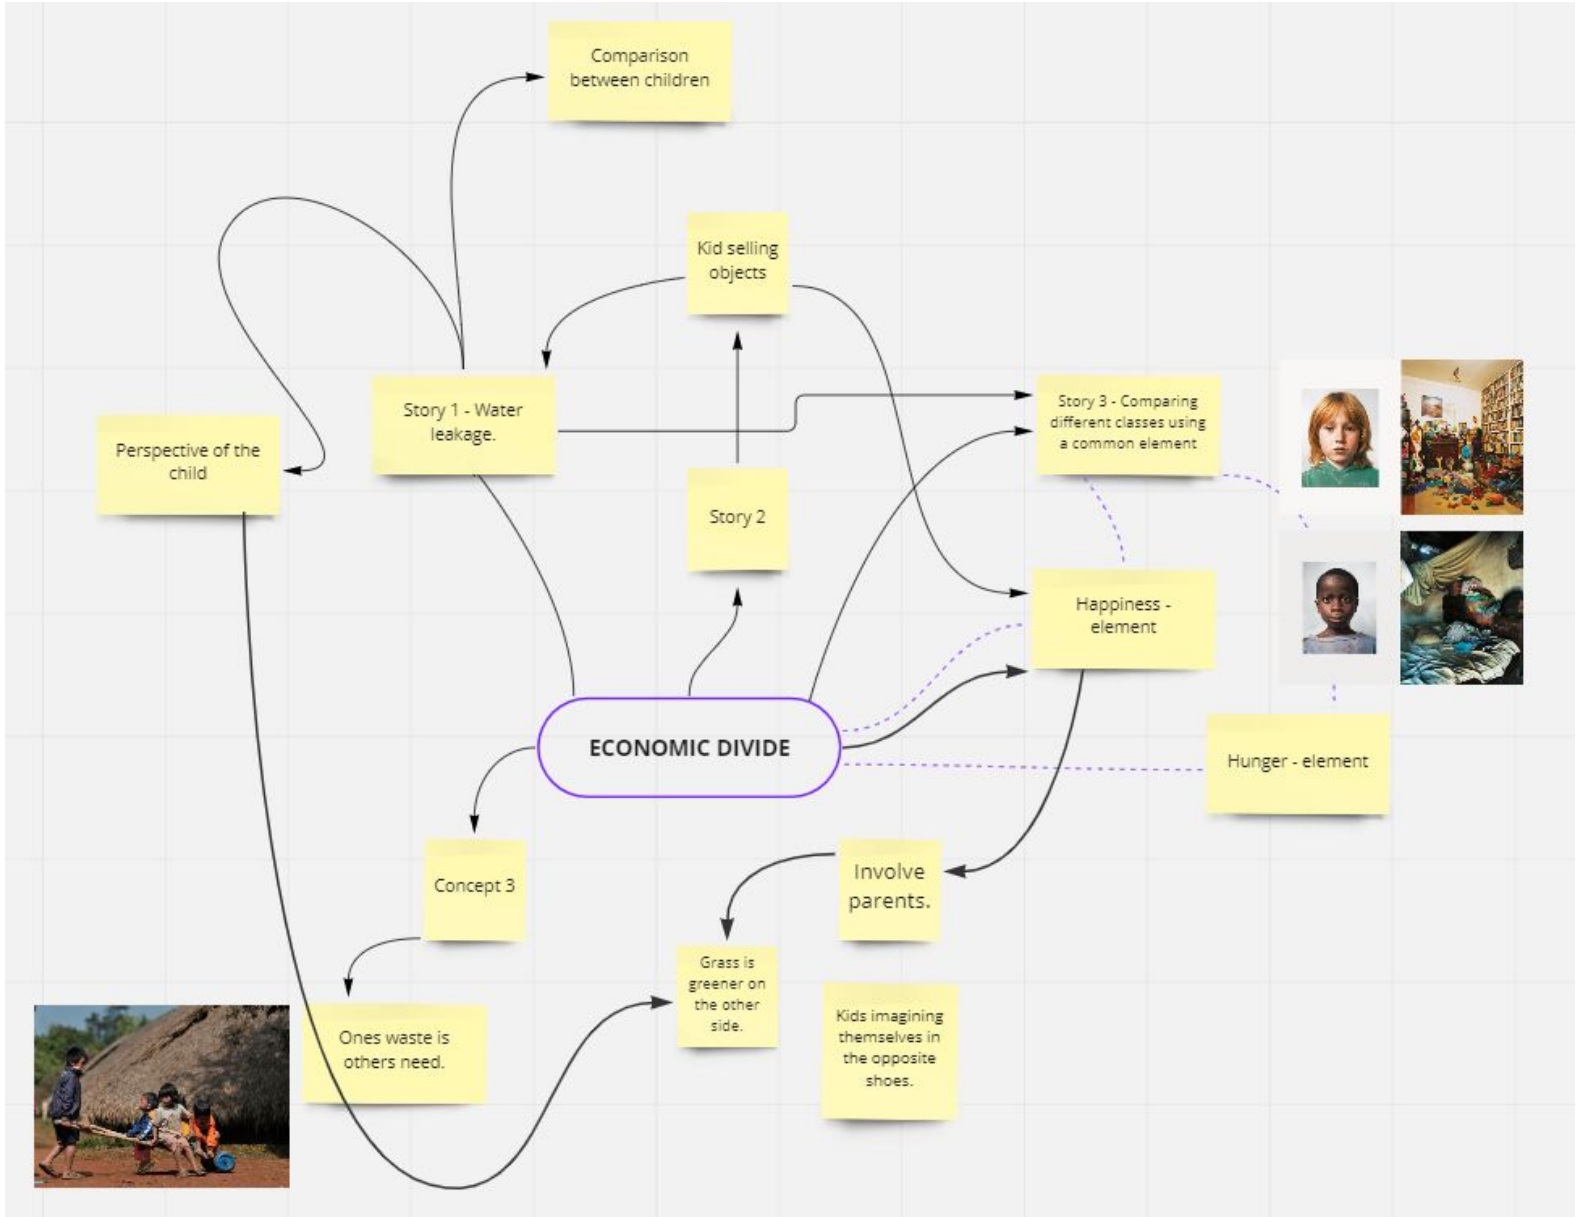 Comparison
between children
Kid selling
objects
Story 1 - Water
leakage.
Story 3 - Comparing
different classes using
a common element
Perspective of the
child
Story 2
Happiness -
element
ECONOMIC DIVIDE
Hunger - element
Concept 3
Involve
parents.
Grass is
greener on
the other
side.
Kids imagining
themselves in
the opposite
shoes.
Ones waste is
others need.